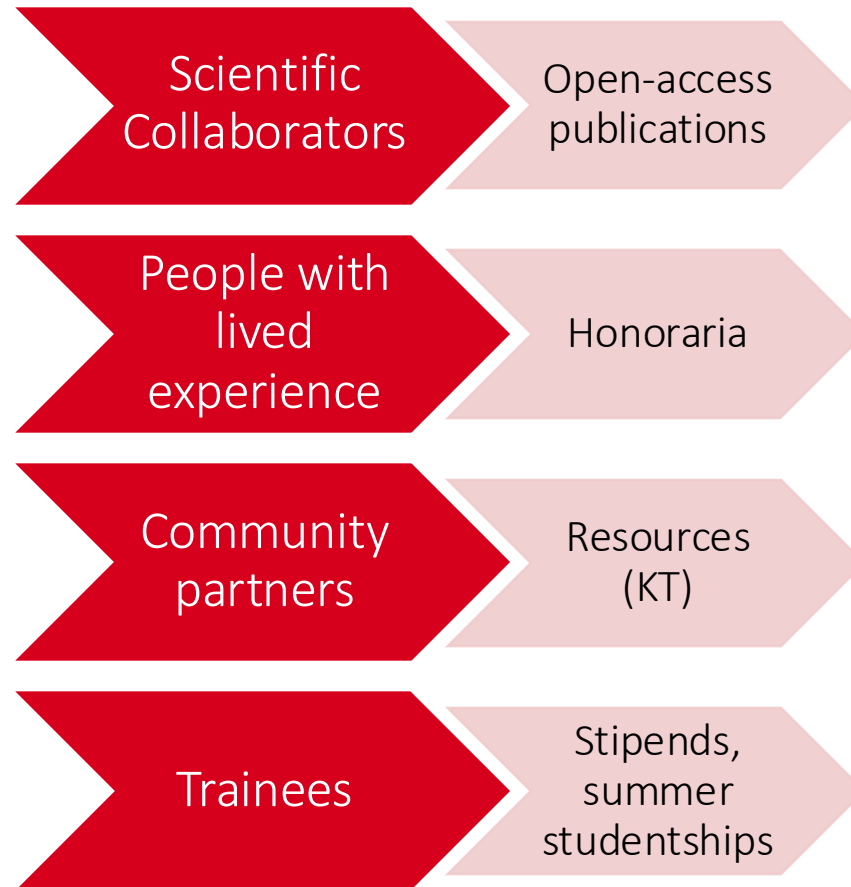 Scientific
Collaborators
Open-access
publications
People with
lived
experience
Honoraria
Community
partners
Resources
(KT)
Trainees
Stipends,
summer
studentships